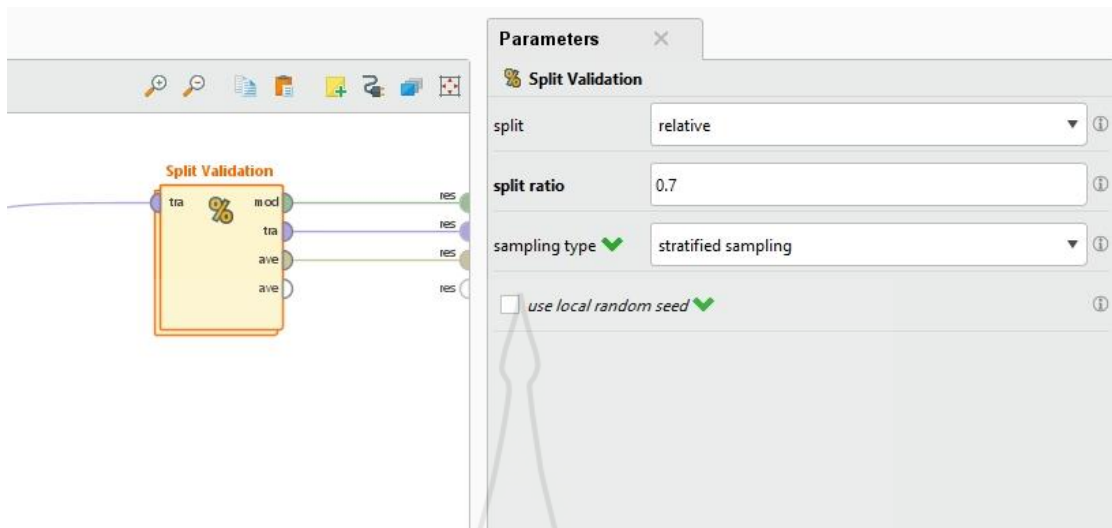 Parameters
Split Validation
split
relative
split ratio
0.7
sampling type
stratified sampling
use local random seed
Split Validation
tra
mod
tra
ave
ave
res
res
res
res
%